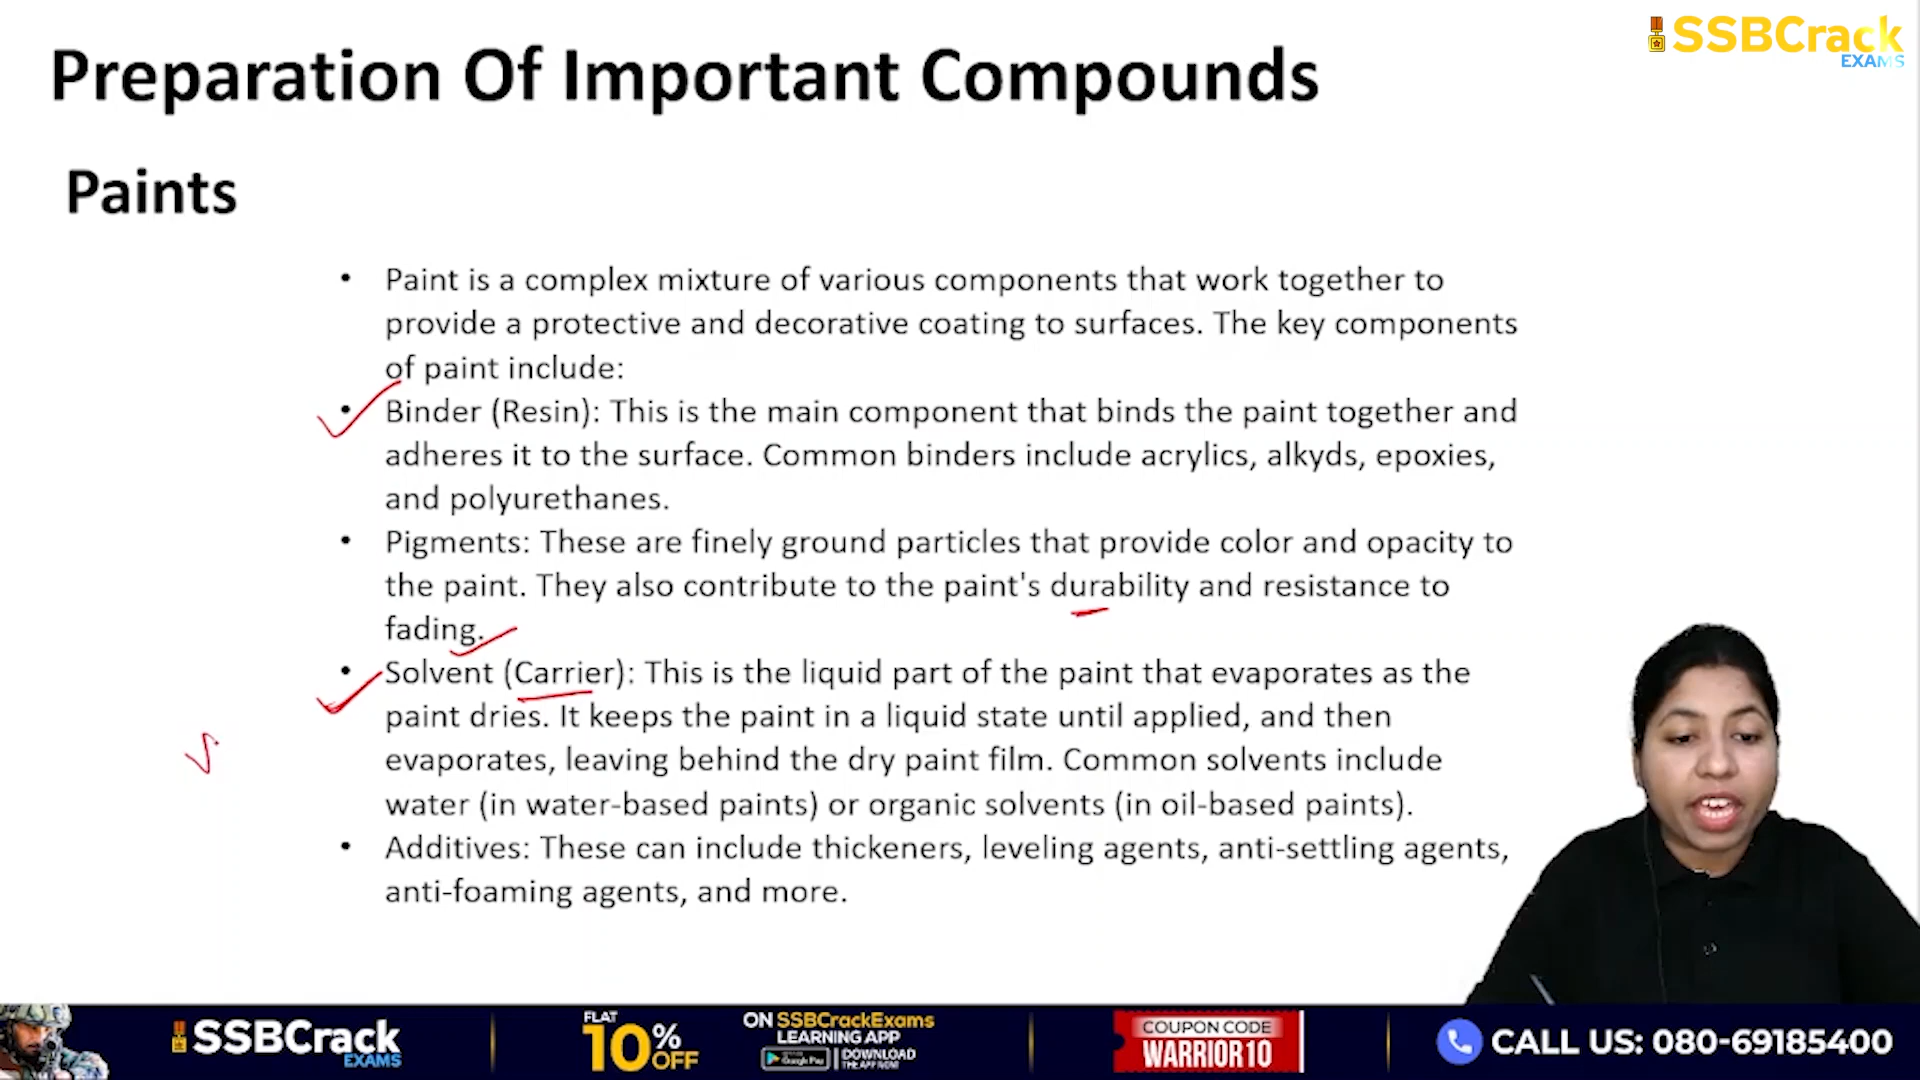 SSBCrack
EXAMS
Preparation Of Important Compounds
Paints
• Paint is a complex mixture of various components that work together to
provide a protective and decorative coating to surfaces. The key components
of paint include:
• Binder (Resin): This is the main component that binds the paint together and
adheres it to the surface. Common binders include acrylics, alkyds, epoxies,
and polyurethanes.
• Pigments: These are finely ground particles that provide color and opacity to
the paint. They also contribute to the paint's durability and resistance to
fading.
• Solvent (Carrier): This is the liquid part of the paint that evaporates as the
paint dries. It keeps the paint in a liquid state until applied, and then
evaporates, leaving behind the dry paint film. Common solvents include
water (in water-based paints) or organic solvents (in oil-based paints).
• Additives: These can include thickeners, leveling agents, anti-settling agents,
anti-foaming agents, and more.
SSBCrack
EXAMS
FLAT
10% OFF
ON SSBCrackExams
LEARNING APP
Google Play
DOWNLOAD
THE APP NOW
COUPON CODE
WARRIOR10
CALL US: 080-69185400